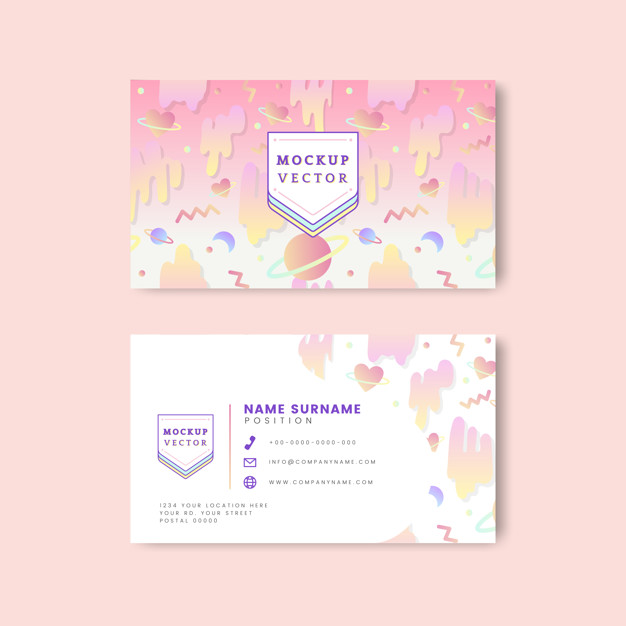 MOCKUP
VECTOR
NAME SURNAME
POSITION
MOCKUP
VECTOR
+00-0000-0000-000
INFO@COMPANYNAME.COM
WWW.COMPANYNAME.COM
1234 YOUR LOCATION HERE
YOUR RD. YOUR STREET
POSTAL 00000